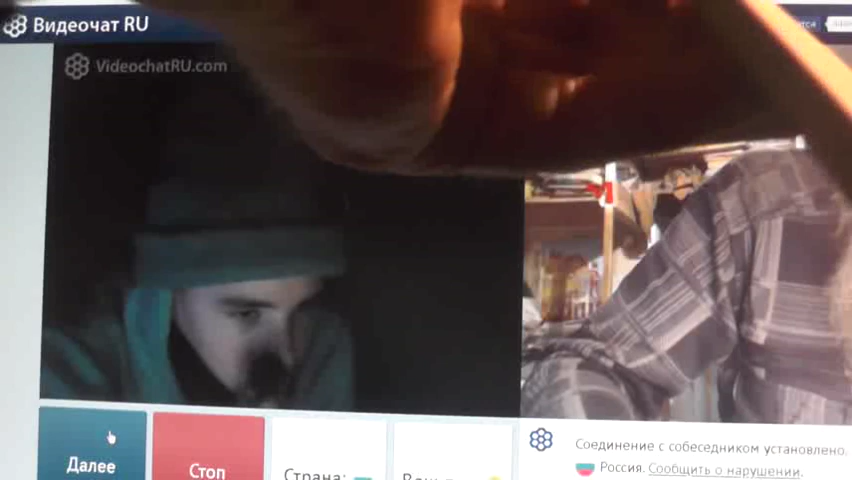 Видеочат RU
VideochatRU.com
Далее
Стоп
Страна:
Соединение с собеседником установлено.
Россия. Сообщить о нарушении.